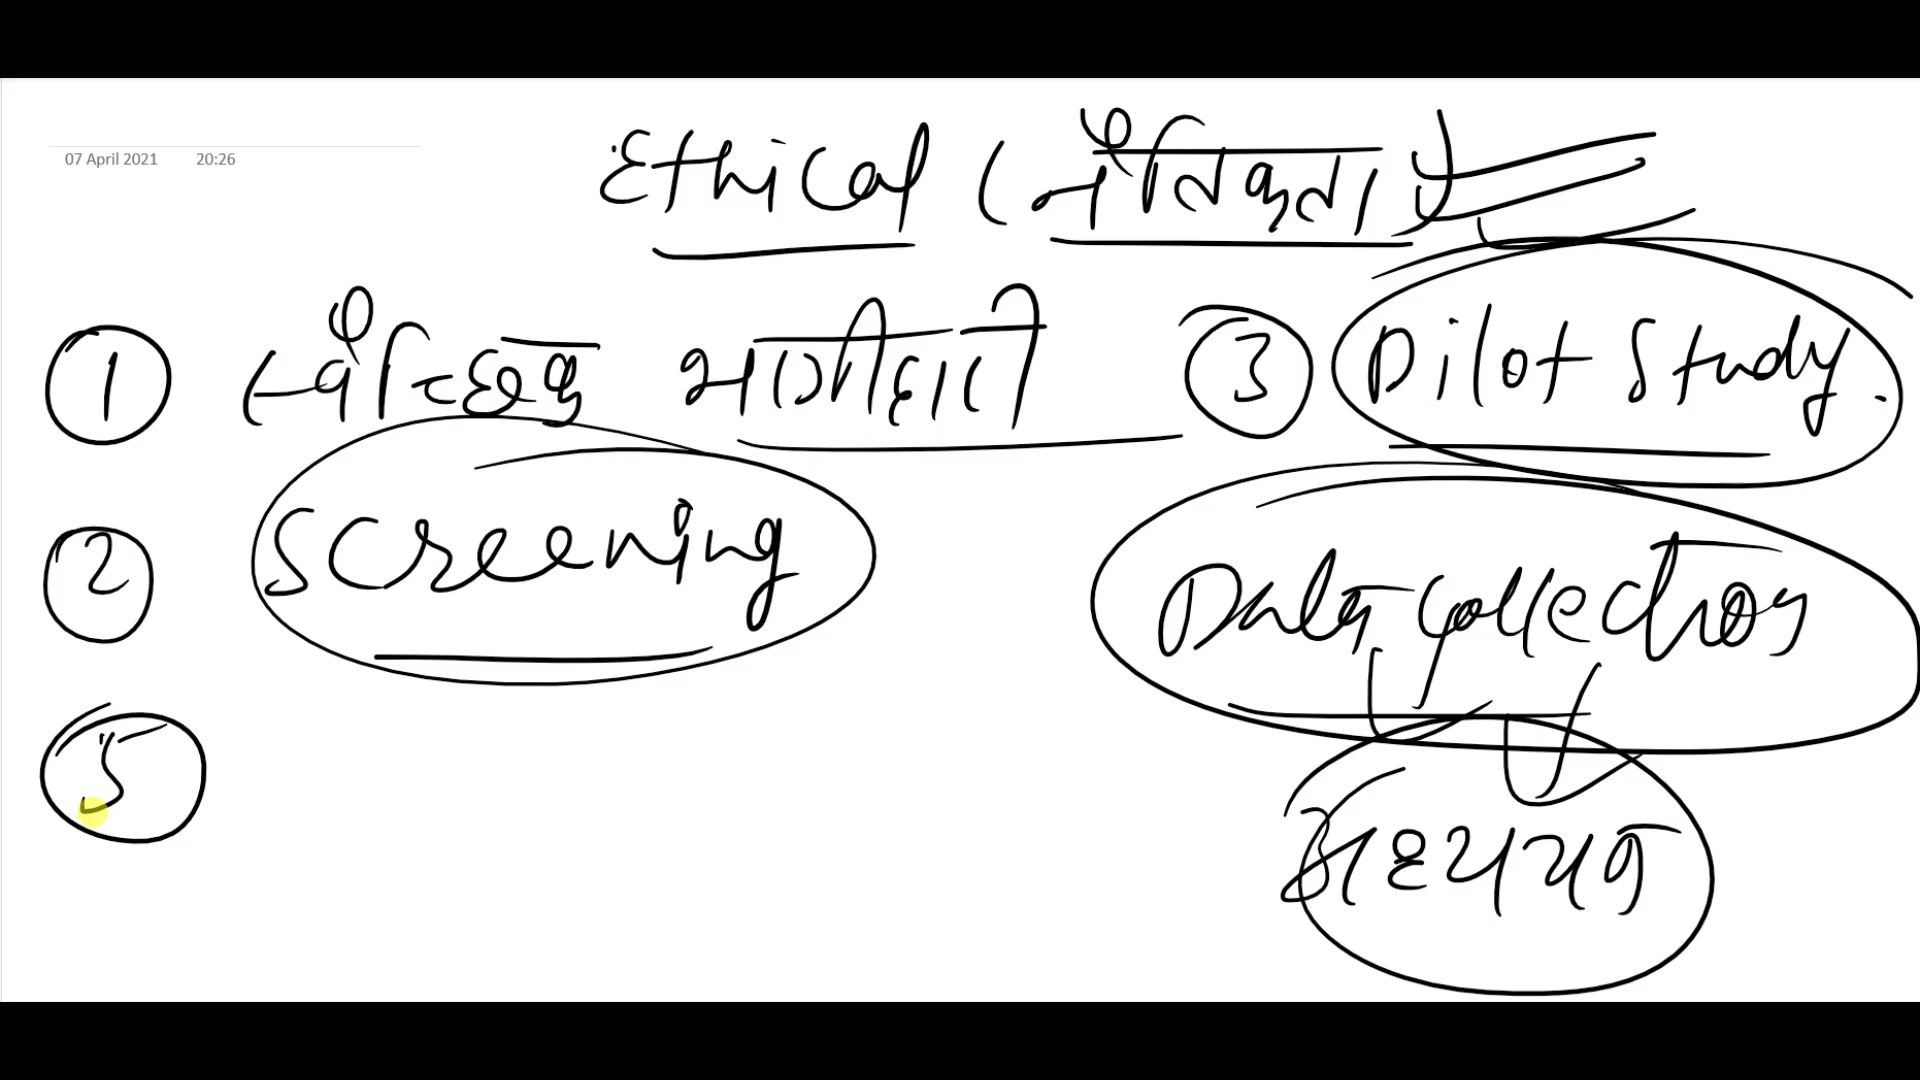 07 April 2021 20:26
Ethical (नैतिकता)
① स्वैच्छिक भागीदारी
② Screening
③ Pilot Study.
Data Collection
अध्ययन
⑤